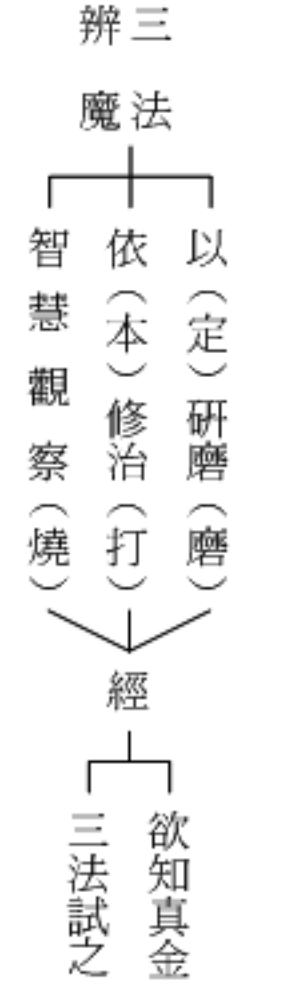 三法
辨魔
以(定)研磨(磨)
依(本)修治(打)
智慧觀察(燒)
經
欲知真金
三法試之